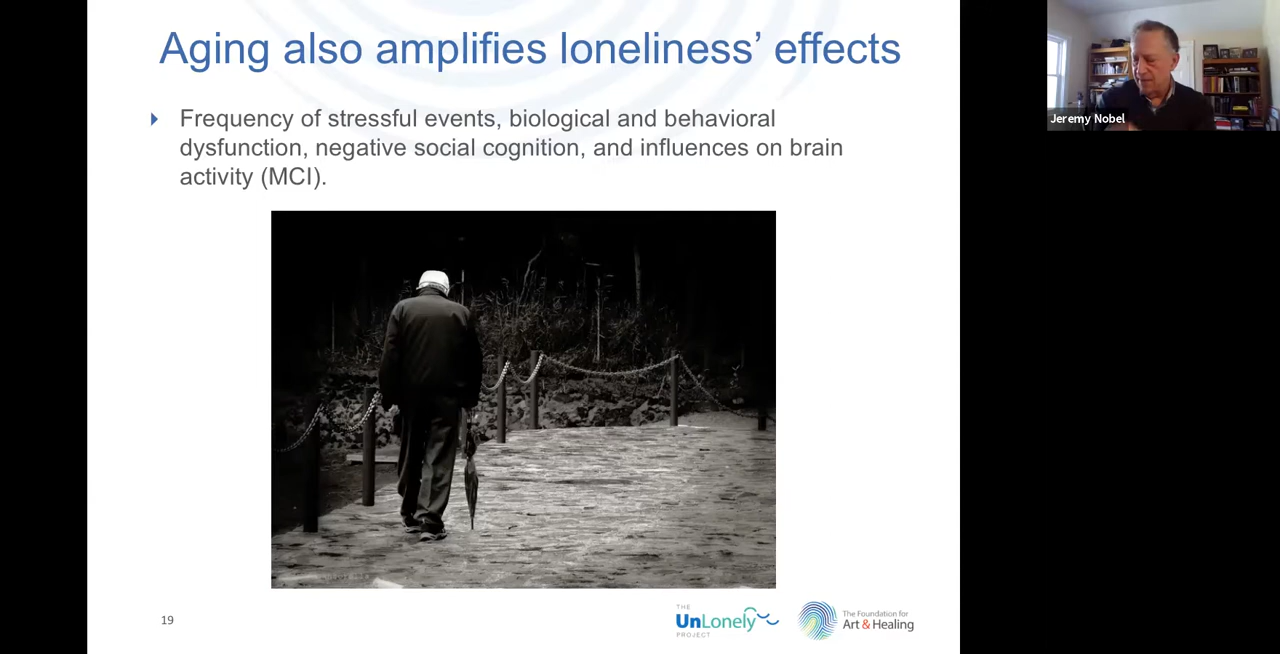 Aging also amplifies loneliness’ effects
Frequency of stressful events, biological and behavioral
dysfunction, negative social cognition, and influences on brain
activity (MCI).
19
THE
UnLonely
PROJECT
The Foundation for
Art & Healing
Jeremy Nobel